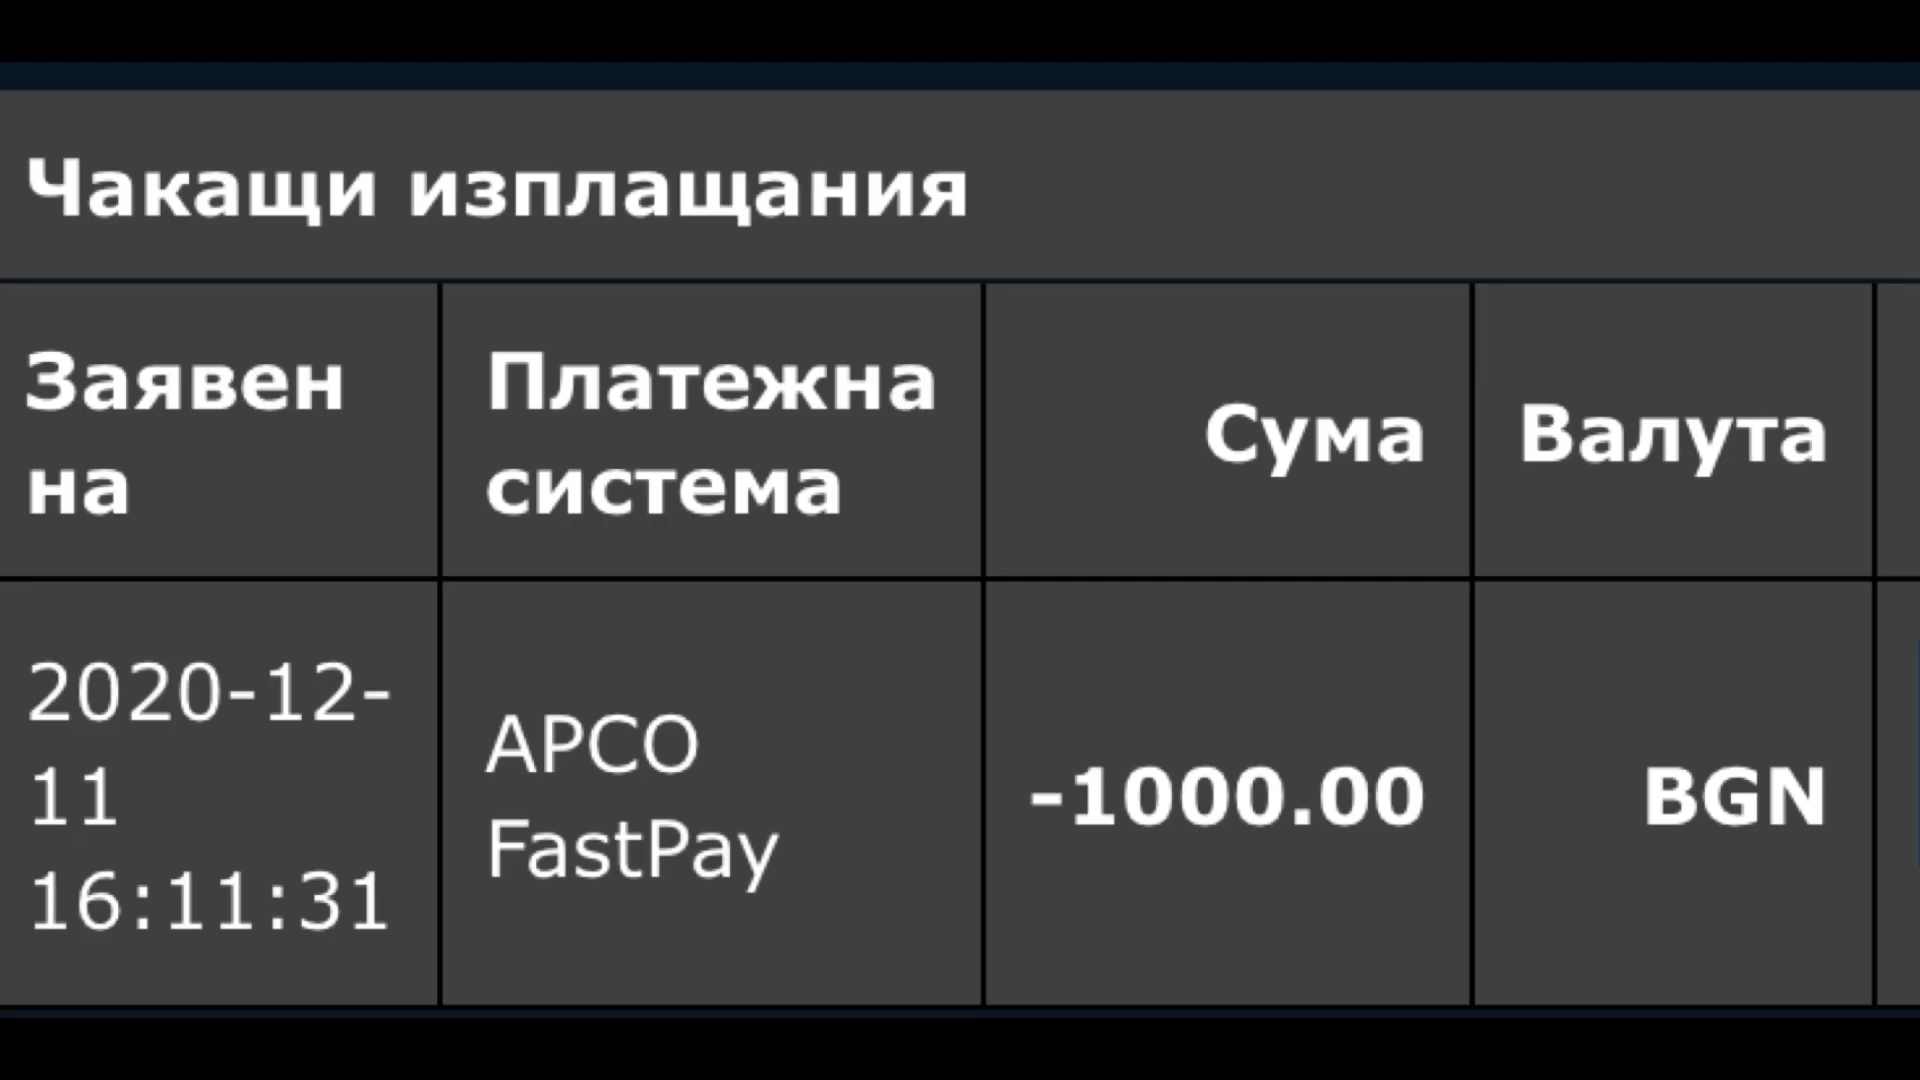 Чакащи изплащания
Заявен
на
Платежна
система
Сума
Валута
2020-12-
11
16:11:31
APCO
FastPay
-1000.00
BGN